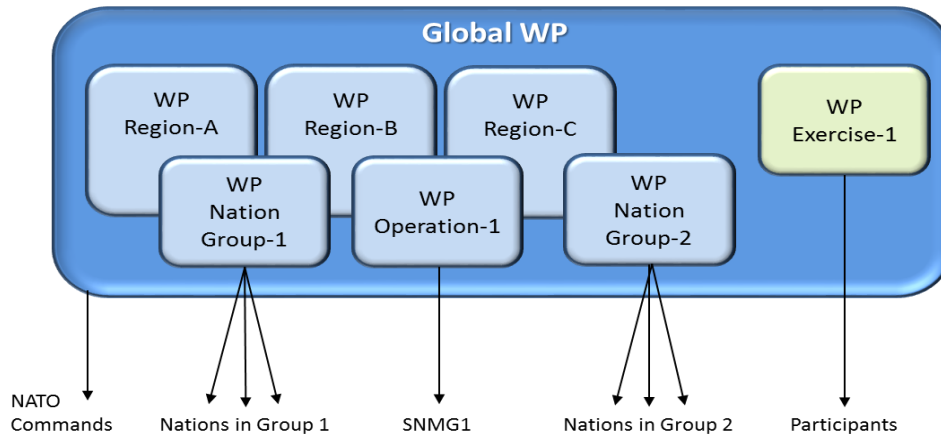 Global WP
WP
Region-A
WP
Region-B
WP
Region-C
WP
Exercise-1
WP
Nation
Group-1
WP
Operation-1
WP
Nation
Group-2
NATO
Commands
Nations in Group 1
SNMG1
Nations in Group 2
Participants